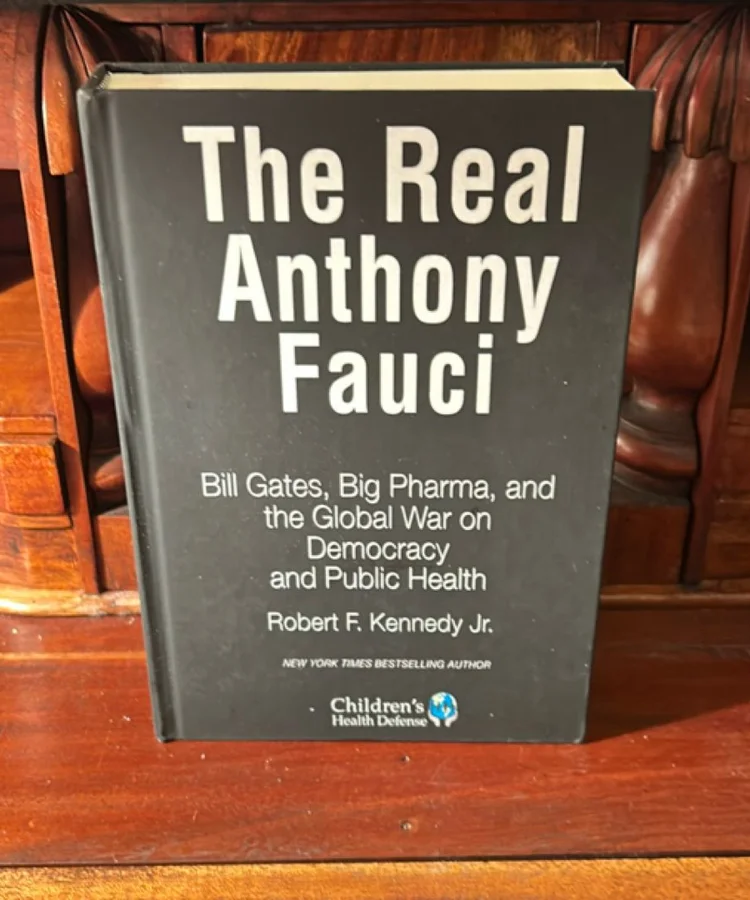 The Real
Anthony
Fauci
Bill Gates, Big Pharma, and
the Global War on
Democracy
and Public Health
Robert F. Kennedy Jr.
NEW YORK TIMES BESTSELLING AUTHOR
Children's
Health Defense